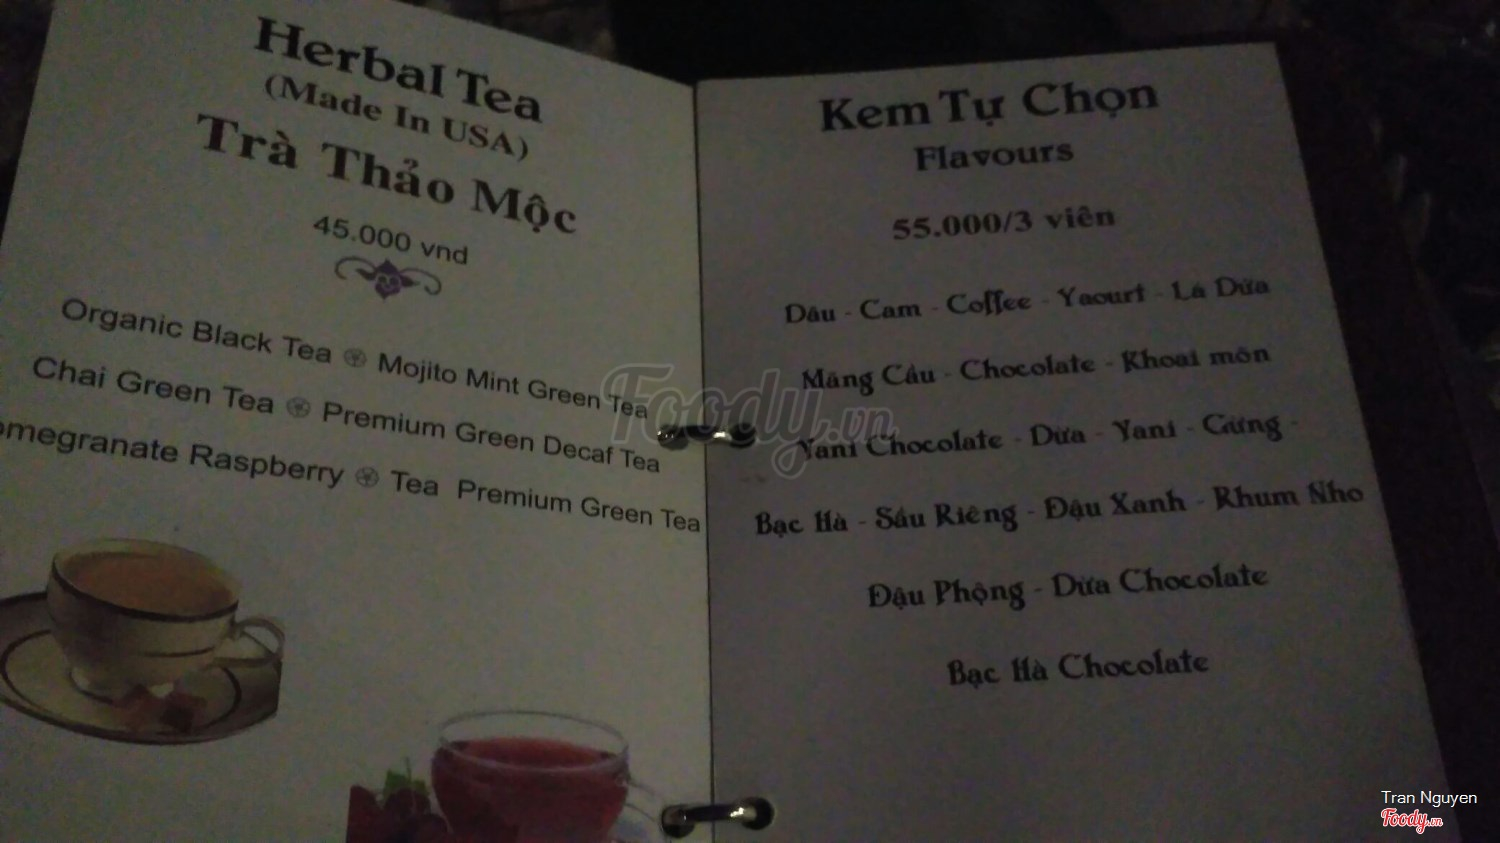 Herbal Tea
(Made In USA)
Trà Thảo Mộc
45.000 vnd
Organic Black Tea Mojito Mint Green Tea
Chai Green Tea Premium Green Decaf Tea
omegranate Raspberry Tea Premium Green Tea
Kem Tự Chọn
Flavours
55.000/3 viên
Dâu - Cam - Coffee - Yaourt - Lá Dứa
Mãng Cầu - Chocolate - Khoai môn
Yani Chocolate - Dừa - Yani - Gừng -
Bạc Hà - Sầu Riêng - Đậu Xanh - Rhum Nho
Đậu Phộng - Dừa Chocolate
Bạc Hà Chocolate
Foody.vn
Tran Nguyen
Foody.vn